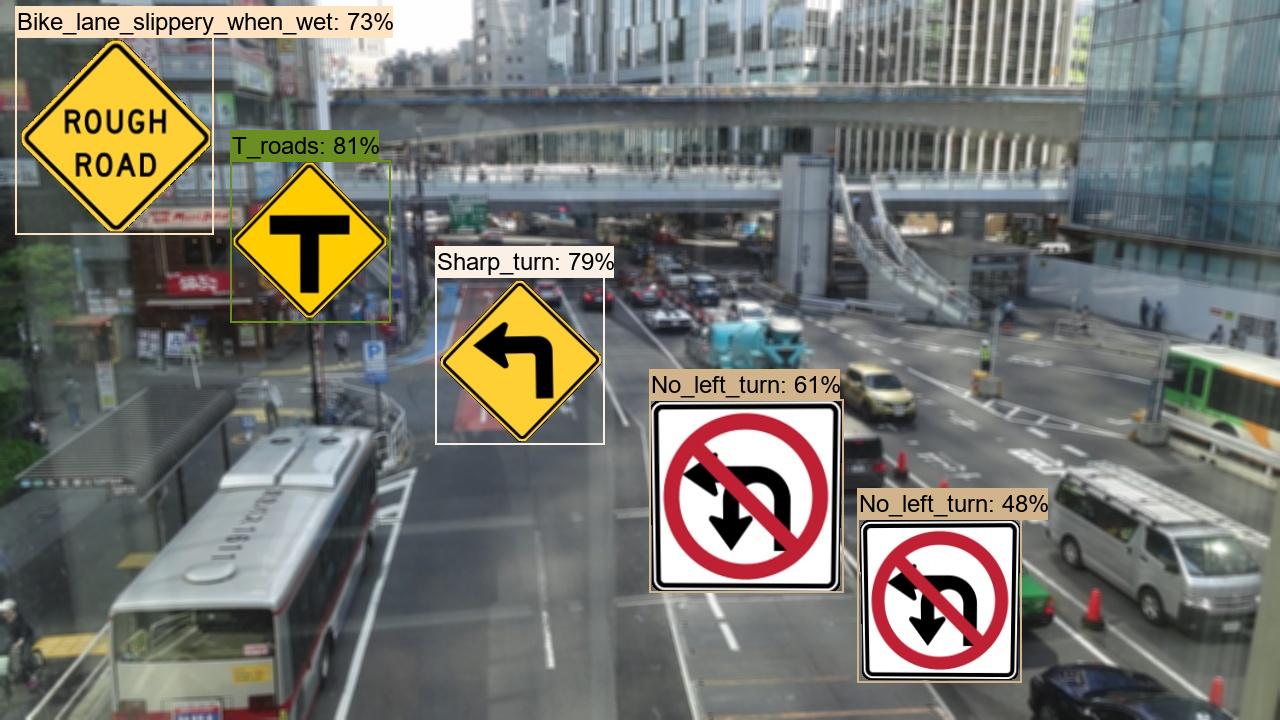 Bike_lane_slippery_when_wet: 73%
ROUGH
ROAD
T_roads: 81%
T
Sharp_turn: 79%
No_left_turn: 61%
No_left_turn: 48%
P